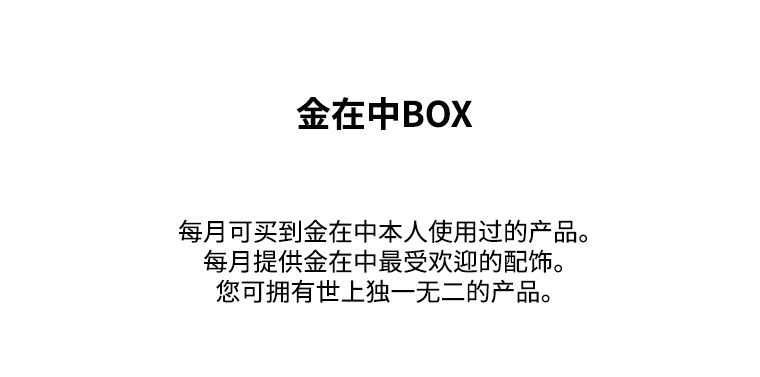 金在中BOX
每月可买到金在中本人使用过的产品。
每月提供金在中最受欢迎的配饰。
您可拥有世上独一无二的产品。